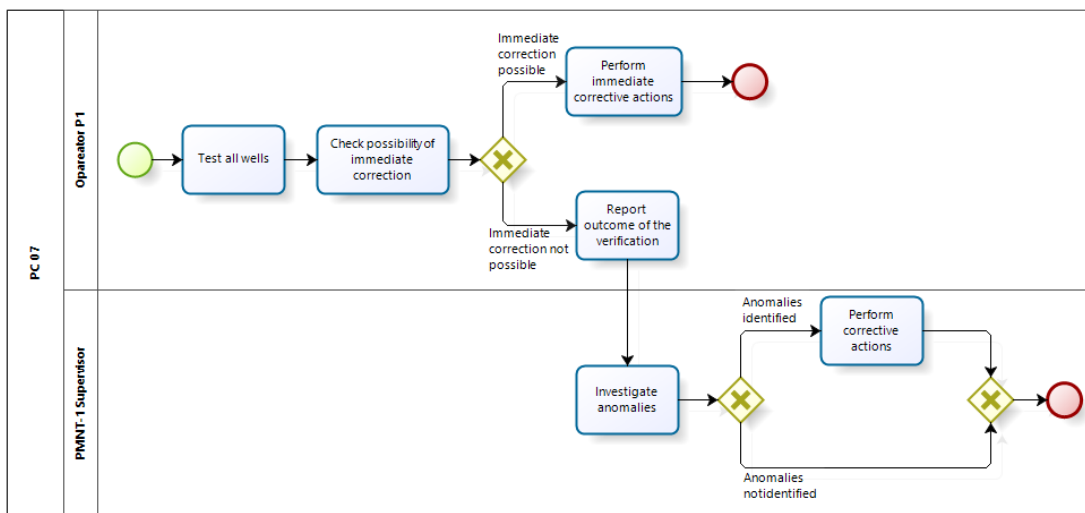 PC 07
Opareator P1
Test all wells
Check possibility of
immediate
correction
Immediate
correction
possible
Perform
immediate
corrective actions
Immediate
correction not
possible
Report
outcome of the
verification
PMNT-1 Supervisor
Investigate
anomalies
Anomalies
identified
Perform
corrective
actions
Anomalies
notidentified